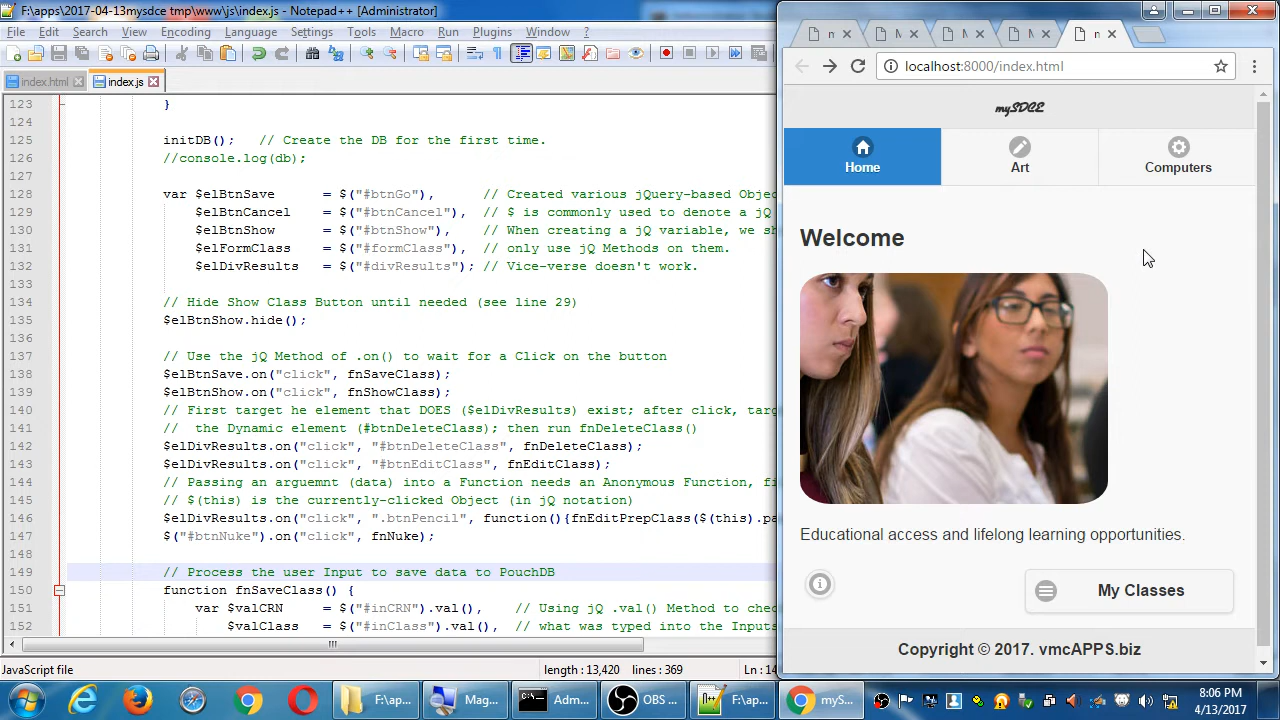 F:\apps\2017-04-13mysdce tmp\www\js\index.js - Notepad++ [Administrator]
File Edit Search View Encoding Language Settings Tools Macro Run Plugins Window ?
index.html index.js
123 }
124
125 initDB(); // Create the DB for the first time.
126 //console.log(db);
127
128 var $elBtnSave = $("#btnGo"), // Created various jQuery-based Objec
129 $elBtnCancel = $("#btnCancel"), // $ is commonly used to denote a jQ
130 $elBtnShow = $("#btnShow"), // When creating a jQ variable, we sh
131 $elFormClass = $("#formClass"), // only use jQ Methods on them.
132 $elDivResults = $("#divResults"); // Vice-verse doesn't work.
133
134 // Hide Show Class Button until needed (see line 29)
135 $elBtnShow.hide();
136
137 // Use the jQ Method of .on() to wait for a Click on the button
138 $elBtnSave.on("click", fnSaveClass);
139 $elBtnShow.on("click", fnShowClass);
140 // First target he element that DOES ($elDivResults) exist; after click, targ
141 // the Dynamic element (#btnDeleteClass); then run fnDeleteClass()
142 $elDivResults.on("click", "#btnDeleteClass", fnDeleteClass);
143 $elDivResults.on("click", "#btnEditClass", fnEditClass);
144 // Passing an arguemnt (data) into a Function needs an Anonymous Function, fi
145 // $(this) is the currently-clicked Object (in jQ notation)
146 $elDivResults.on("click", ".btnPencil", function(){fnEditPrepClass($(this).pa
147 $("#btnNuke").on("click", fnNuke);
148
149 // Process the user Input to save data to PouchDB
150 function fnSaveClass() {
151 var $valCRN = $("#inCRN").val(), // Using jQ .val() Method to chec
152 $valClass = $("#inClass").val(), // what was typed into the Inputs
JavaScript file length : 13,420 lines : 369 Ln : 14
n M M M n
localhost:8000/index.html
mySDCE
Home Art Computers
Welcome
Educational access and lifelong learning opportunities.
My Classes
Copyright © 2017. vmcAPPS.biz
F:\ap... Mag... Adm... OBS ... F:\ap... myS...
8:06 PM
4/13/2017